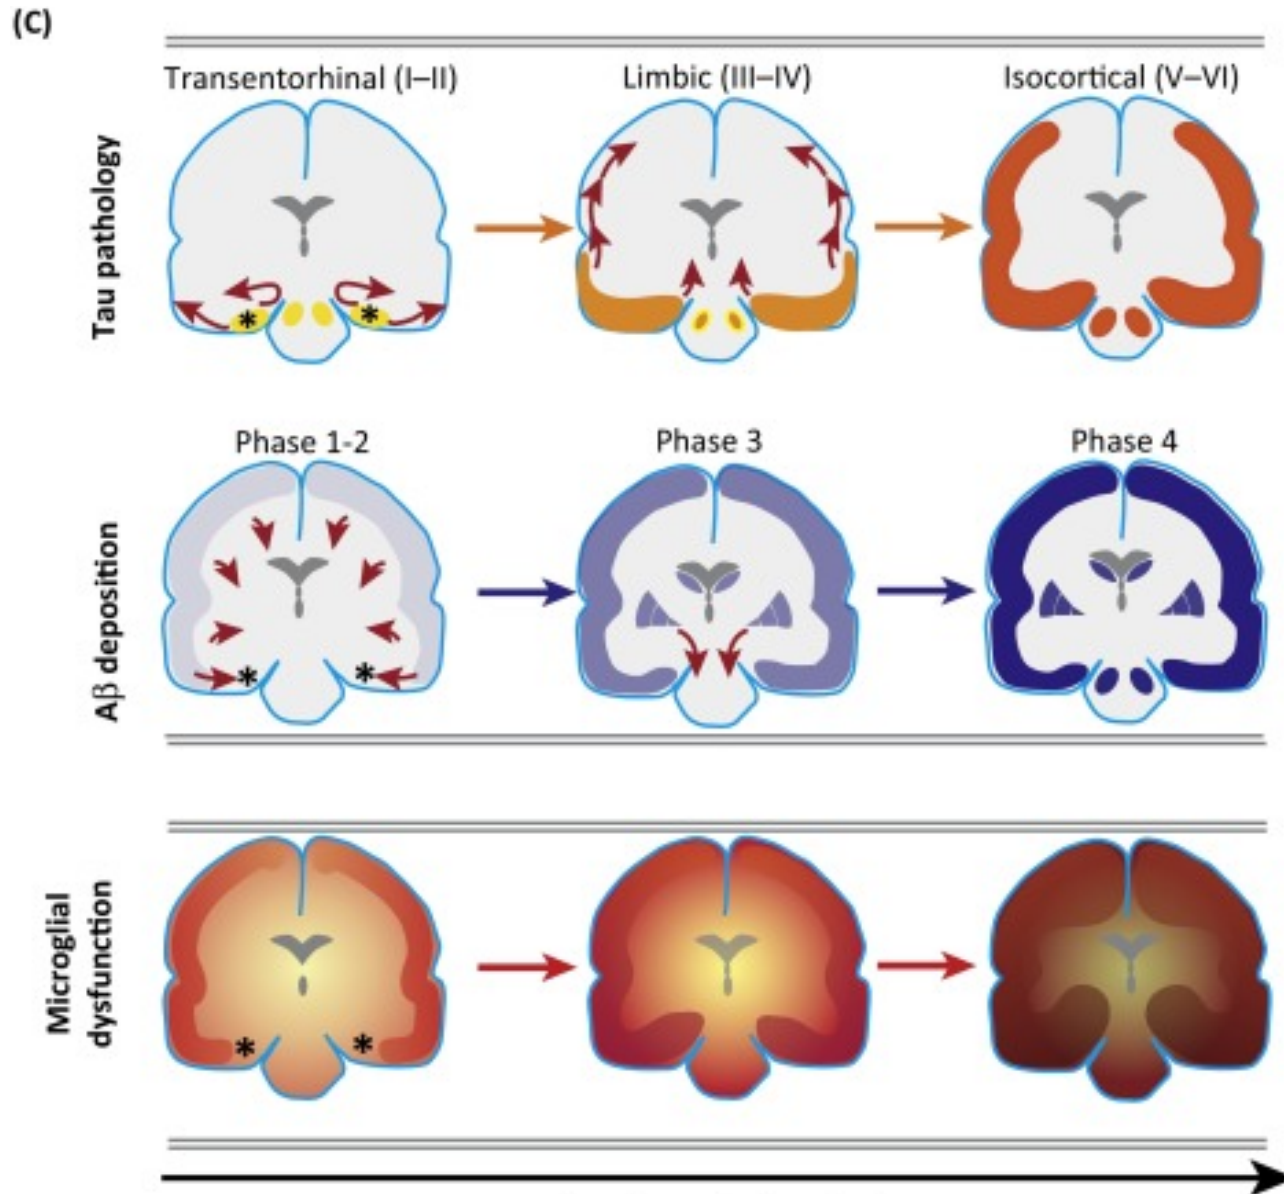 (C)
Transentorhinal (I–II)
Limbic (III–IV)
Isocortical (V–VI)
Tau pathology
*
*
Phase 1-2
Phase 3
Phase 4
Aβ deposition
*
*
Microglial
dysfunction
*
*